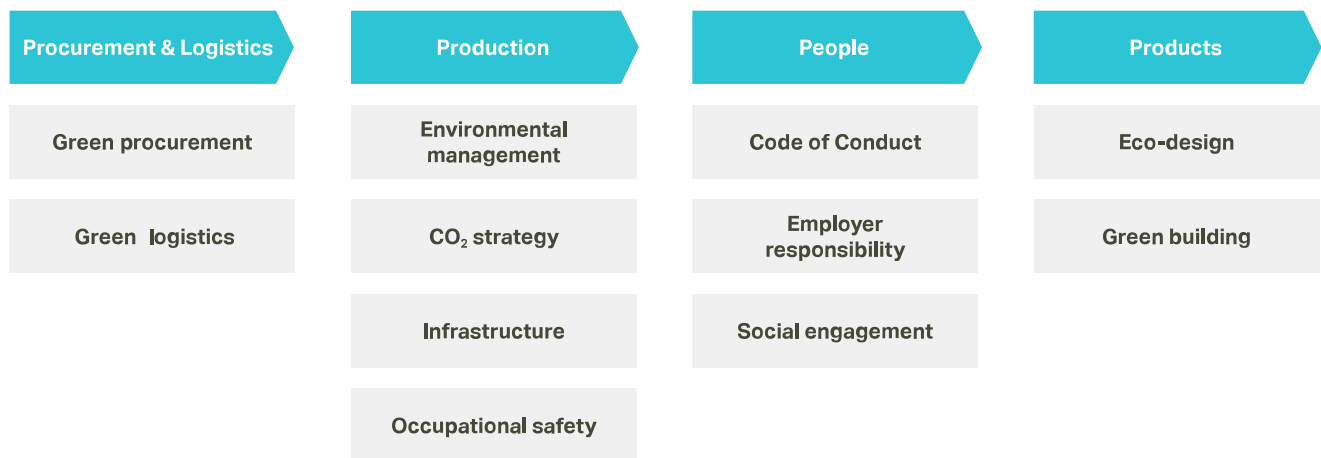 Procurement & Logistics
Production
People
Products
Green procurement
Environmental
management
Code of Conduct
Eco-design
Green logistics
CO₂ strategy
Employer
responsibility
Green building
Infrastructure
Social engagement
Occupational safety